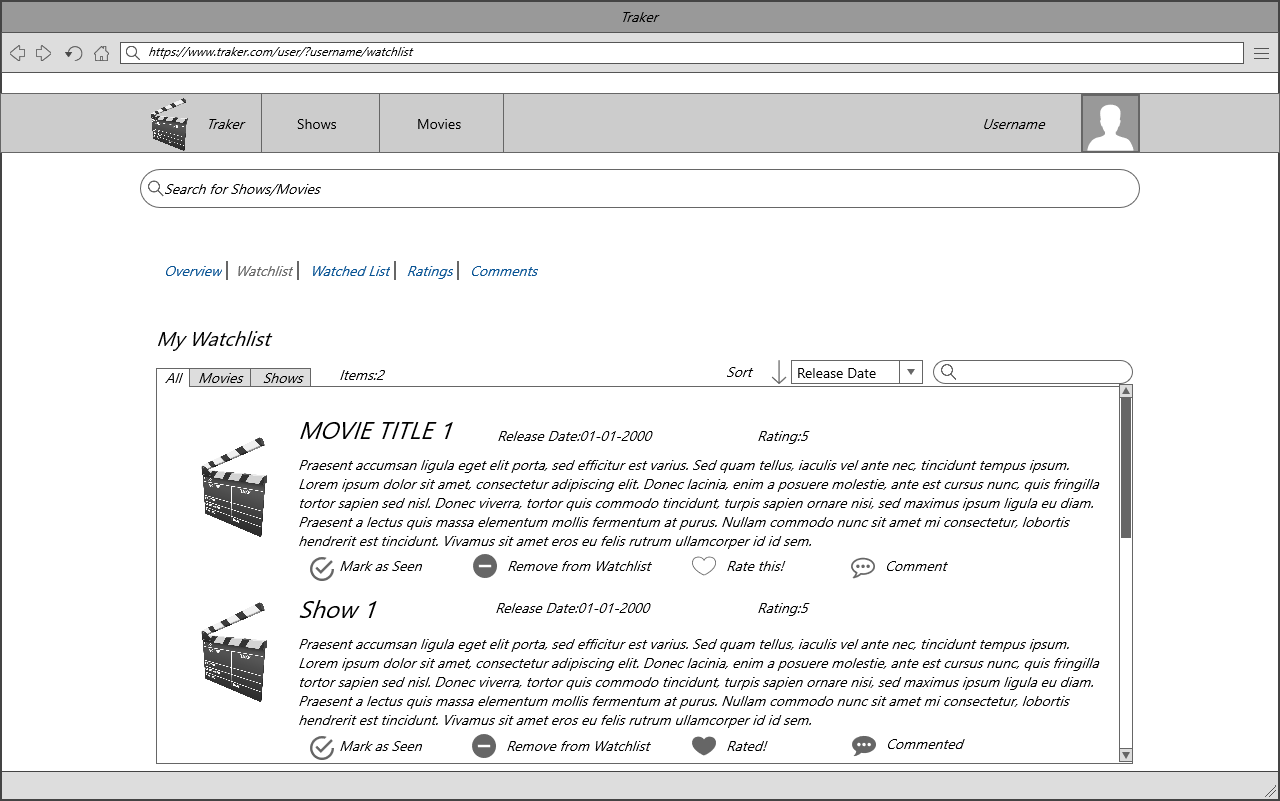 Traker
https://www.traker.com/user/?username/watchlist
Traker Shows Movies Username
Search for Shows/Movies
Overview Watchlist Watched List Ratings Comments
My Watchlist
All Movies Shows Items:2 Sort Release Date
MOVIE TITLE 1 Release Date:01-01-2000 Rating:5
Praesent accumsan ligula eget elit porta, sed efficitur est varius. Sed quam tellus, iaculis vel ante nec, tincidunt tempus ipsum.
Lorem ipsum dolor sit amet, consectetur adipiscing elit. Donec lacinia, enim a posuere molestie, ante est cursus nunc, quis fringilla
tortor sapien sed nisl. Donec viverra, tortor quis commodo tincidunt, turpis sapien ornare nisi, sed maximus ipsum ligula eu diam.
Praesent a lectus quis massa elementum mollis fermentum at purus. Nullam commodo nunc sit amet mi consectetur, lobortis
hendrerit est tincidunt. Vivamus sit amet eros eu felis rutrum ullamcorper id id sem.
Mark as Seen Remove from Watchlist Rate this! Comment
Show 1 Release Date:01-01-2000 Rating:5
Praesent accumsan ligula eget elit porta, sed efficitur est varius. Sed quam tellus, iaculis vel ante nec, tincidunt tempus ipsum.
Lorem ipsum dolor sit amet, consectetur adipiscing elit. Donec lacinia, enim a posuere molestie, ante est cursus nunc, quis fringilla
tortor sapien sed nisl. Donec viverra, tortor quis commodo tincidunt, turpis sapien ornare nisi, sed maximus ipsum ligula eu diam.
Praesent a lectus quis massa elementum mollis fermentum at purus. Nullam commodo nunc sit amet mi consectetur, lobortis
hendrerit est tincidunt. Vivamus sit amet eros eu felis rutrum ullamcorper id id sem.
Mark as Seen Remove from Watchlist Rated! Commented